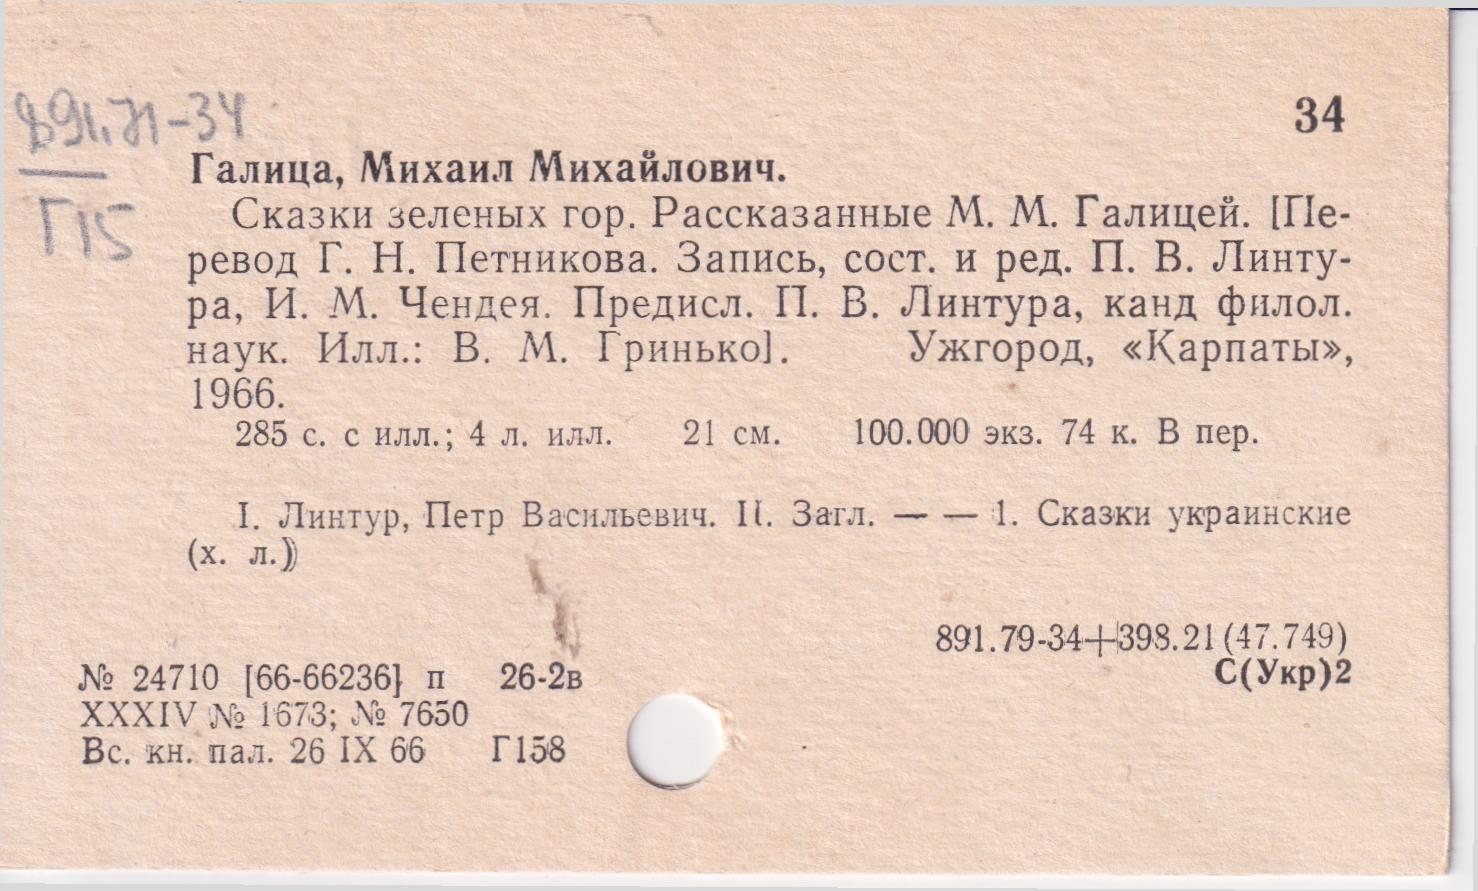 34
891.71-34
Г15
Галица, Михаил Михайлович.
Сказки зеленых гор. Рассказанные М. М. Галицей. [Пе-
ревод Г. Н. Петникова. Запись, сост. и ред. П. В. Линту-
ра, И. М. Чендея. Предисл. П. В. Линтура, канд филол.
наук. Илл.: В. М. Гринько]. Ужгород, «Карпаты»,
1966.
285 с. с илл.; 4 л. илл. 21 см. 100.000 экз. 74 к. В пер.
I. Линтур, Петр Васильевич. II. Загл. — — 1. Сказки украинские
(х. л.)
891.79-34+398.21(47.749)
С(Укр)2
№ 24710 [66-66236] п 26-2в
XXXIV № 1673; № 7650
Вс. кн. пал. 26 IX 66 Г158